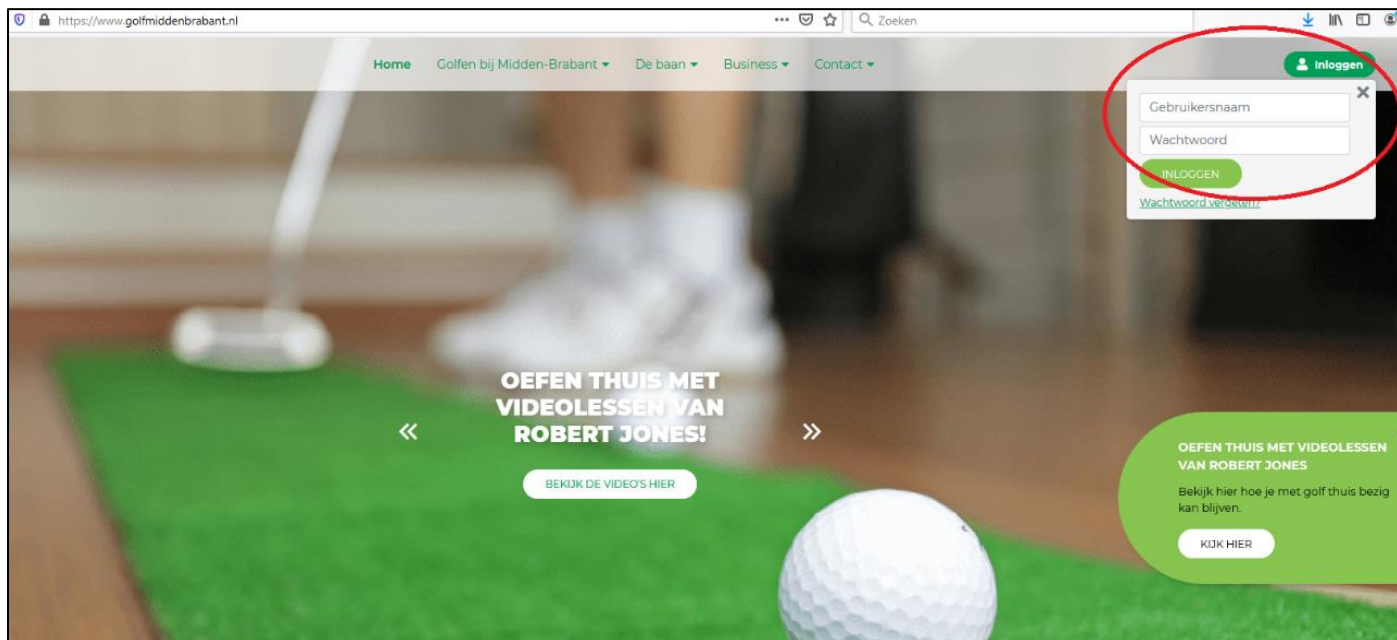 https://www.golfmiddenbrabant.nl
Zoeken
Home Golfen bij Midden-Brabant De baan Business Contact Inloggen
Gebruikersnaam
Wachtwoord
INLOGGEN
Wachtwoord vergeten?
OEFEN THUIS MET
VIDEOLESSEN VAN
ROBERT JONES!
BEKIJK DE VIDEO'S HIER
OEFEN THUIS MET VIDEOLESSEN
VAN ROBERT JONES
Bekijk hier hoe je met golf thuis bezig
kan blijven.
KIJK HIER